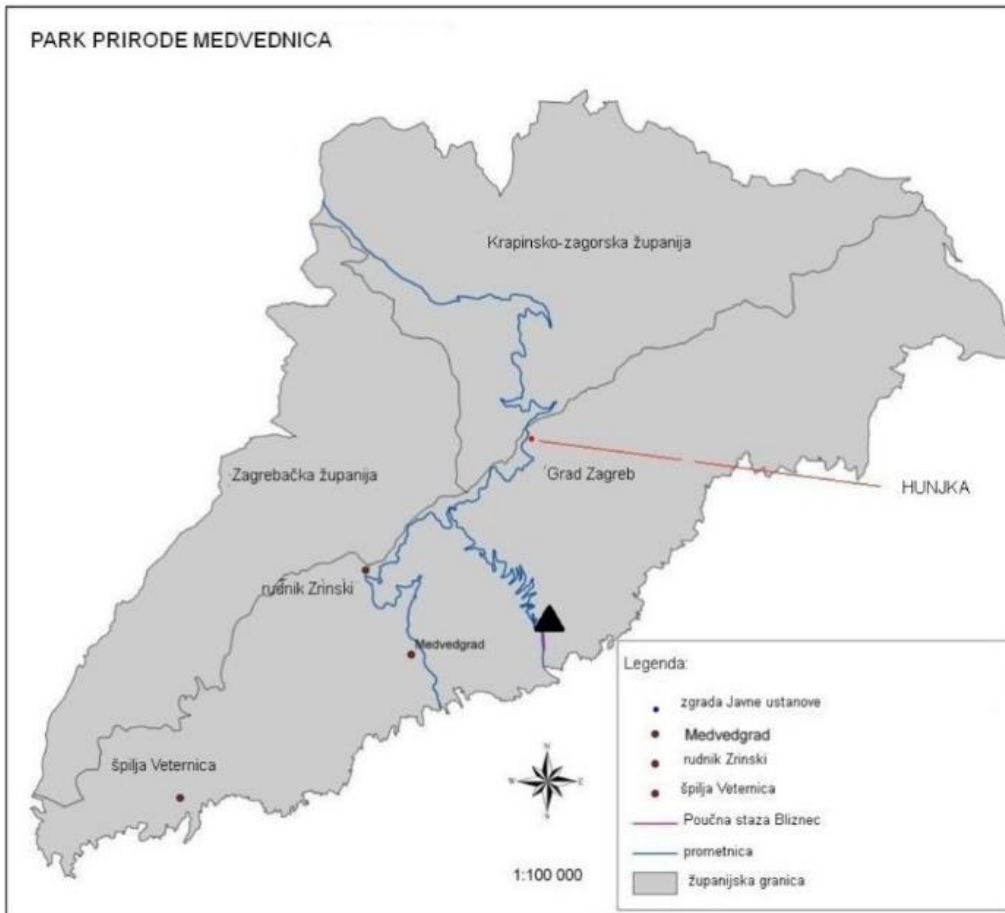 PARK PRIRODE MEDVEDNICA
Krapinsko-zagorska županija
Zagrebačka županija
Grad Zagreb
HUNJKA
rudnik Zrinski
Medvedgrad
špilja Veternica
N
W
E
S
1:100 000
Legenda:
zgrada Javne ustanove
Medvedgrad
rudnik Zrinski
špilja Veternica
Poučna staza Bliznec
prometnica
županijska granica